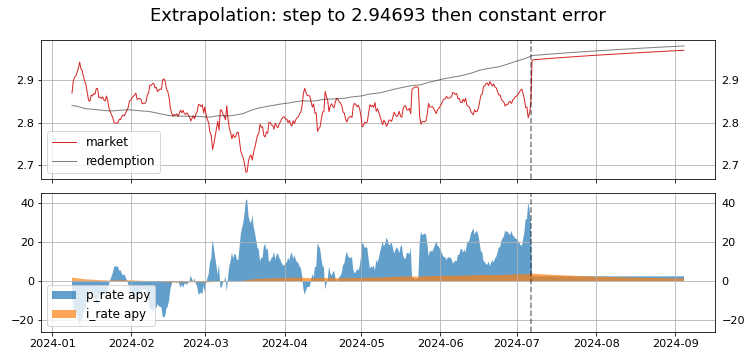 Extrapolation: step to 2.94693 then constant error
2.9 2.9
2.8 2.8
2.7 2.7
market
redemption
40 40
20 20
0 0
−20 −20
p_rate apy
i_rate apy
2024-01 2024-02 2024-03 2024-04 2024-05 2024-06 2024-07 2024-08 2024-09